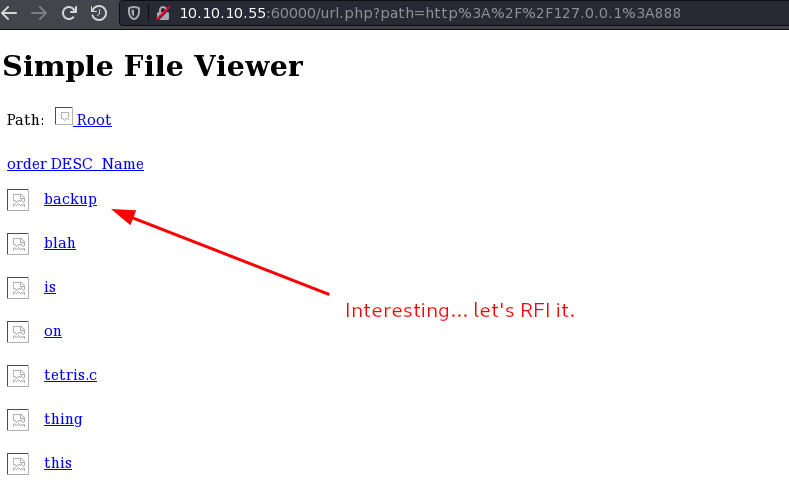 10.10.10.55:60000/url.php?path=http%3A%2F%2F127.0.0.1%3A888
Simple File Viewer
Path: Root
order DESC Name
backup
Interesting... let's RFI it.
blah
is
on
tetris.c
thing
this